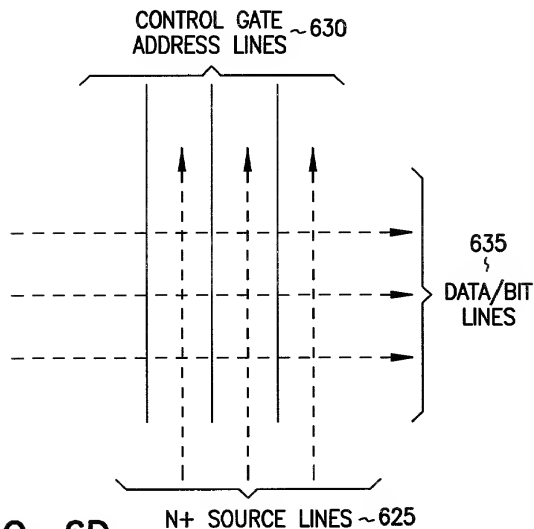 CONTROL GATE ~630
ADDRESS LINES
635
DATA/BIT
LINES
N+ SOURCE LINES ~625